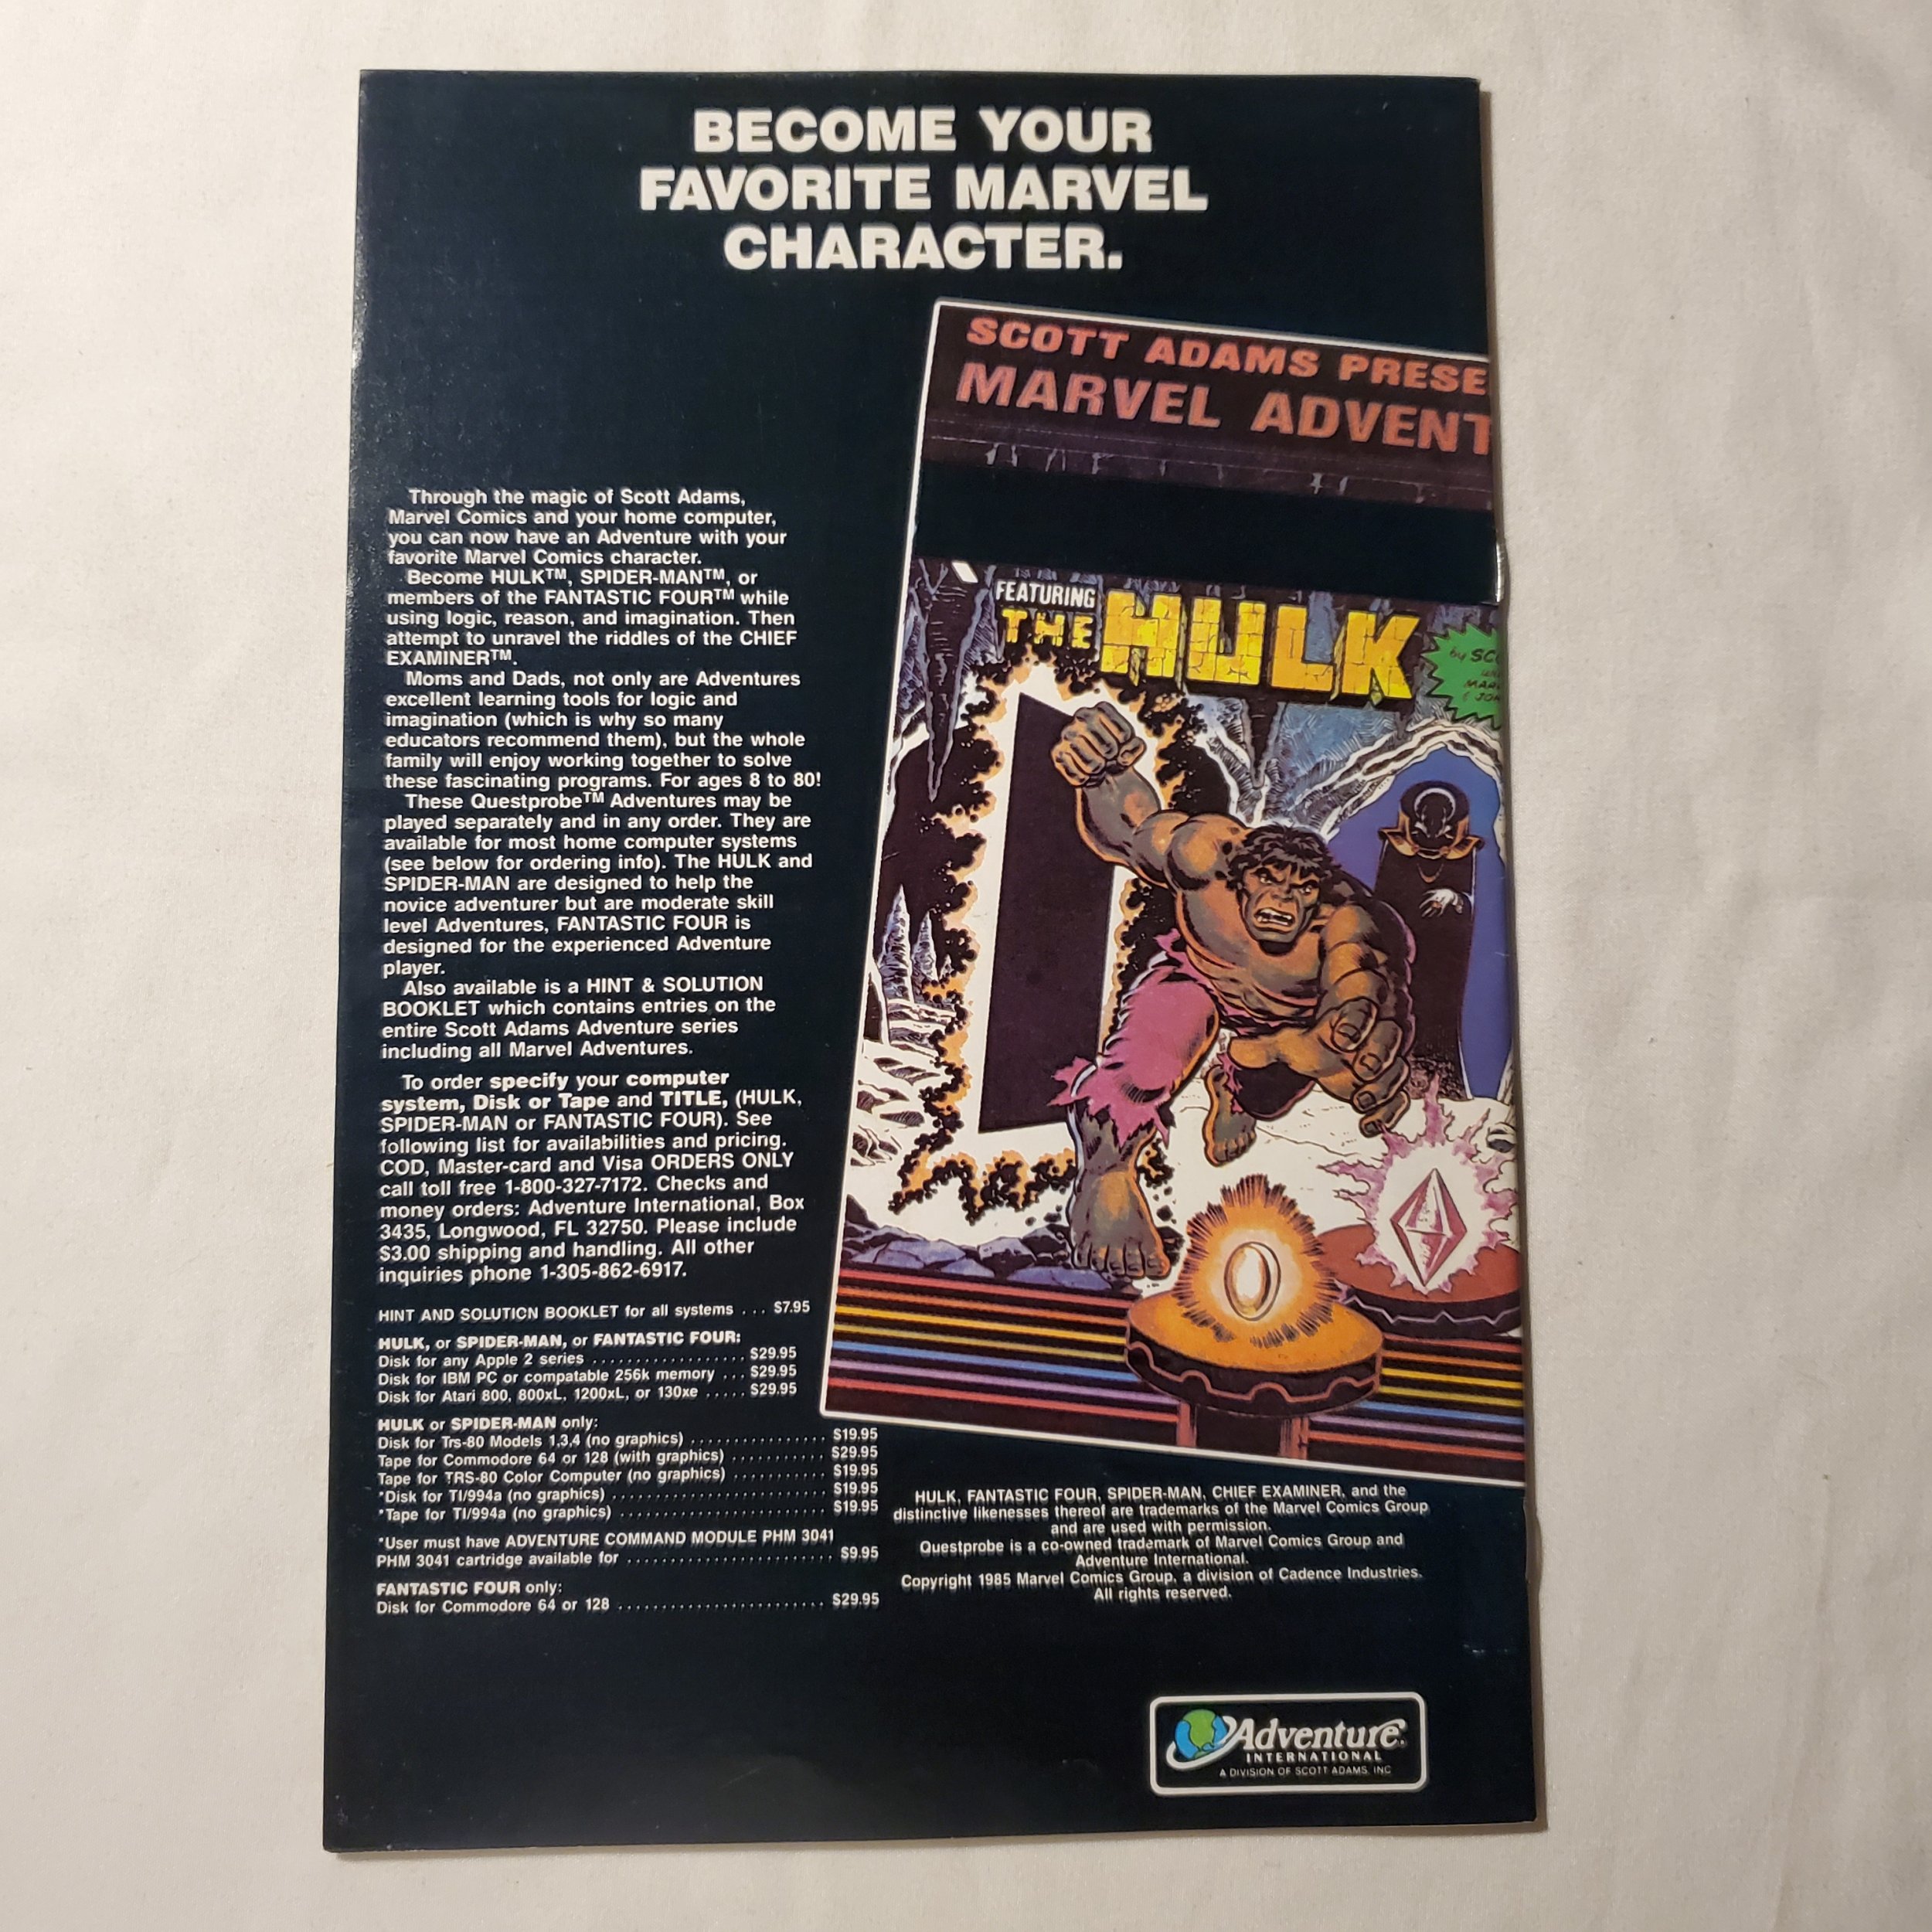 BECOME YOUR
FAVORITE MARVEL
CHARACTER.
SCOTT ADAMS PRESE
MARVEL ADVENT
FEATURING
THE HULK
by SC
MAR
& JO
Through the magic of Scott Adams,
Marvel Comics and your home computer,
you can now have an Adventure with your
favorite Marvel Comics character.
Become HULK™, SPIDER-MAN™, or
members of the FANTASTIC FOUR™ while
using logic, reason, and imagination. Then
attempt to unravel the riddles of the CHIEF
EXAMINER™.
Moms and Dads, not only are Adventures
excellent learning tools for logic and
imagination (which is why so many
educators recommend them), but the whole
family will enjoy working together to solve
these fascinating programs. For ages 8 to 80!
These Questprobe™ Adventures may be
played separately and in any order. They are
available for most home computer systems
(see below for ordering info). The HULK and
SPIDER-MAN are designed to help the
novice adventurer but are moderate skill
level Adventures, FANTASTIC FOUR is
designed for the experienced Adventure
player.
Also available is a HINT & SOLUTION
BOOKLET which contains entries on the
entire Scott Adams Adventure series
including all Marvel Adventures.
To order specify your computer
system, Disk or Tape and TITLE, (HULK,
SPIDER-MAN or FANTASTIC FOUR). See
following list for availabilities and pricing.
COD, Master-card and Visa ORDERS ONLY
call toll free 1-800-327-7172. Checks and
money orders: Adventure International, Box
3435, Longwood, FL 32750. Please include
$3.00 shipping and handling. All other
inquiries phone 1-305-862-6917.
HINT AND SOLUTION BOOKLET for all systems ... $7.95
HULK, or SPIDER-MAN, or FANTASTIC FOUR:
Disk for any Apple 2 series .................. $29.95
Disk for IBM PC or compatable 256k memory ... $29.95
Disk for Atari 800, 800xL, 1200xL, or 130xe ..... $29.95
HULK or SPIDER-MAN only:
Disk for Trs-80 Models 1,3,4 (no graphics) ................ $19.95
Tape for Commodore 64 or 128 (with graphics) ........... $29.95
Tape for TRS-80 Color Computer (no graphics) ........... $19.95
*Disk for TI/994a (no graphics) ......................... $19.95
*Tape for TI/994a (no graphics) ........................ $19.95
*User must have ADVENTURE COMMAND MODULE PHM 3041
PHM 3041 cartridge available for ........................ $9.95
FANTASTIC FOUR only:
Disk for Commodore 64 or 128 ........................ $29.95
HULK, FANTASTIC FOUR, SPIDER-MAN, CHIEF EXAMINER, and the
distinctive likenesses thereof are trademarks of the Marvel Comics Group
and are used with permission.
Questprobe is a co-owned trademark of Marvel Comics Group and
Adventure International.
Copyright 1985 Marvel Comics Group, a division of Cadence Industries.
All rights reserved.
Adventure
INTERNATIONAL
A DIVISION OF SCOTT ADAMS, INC